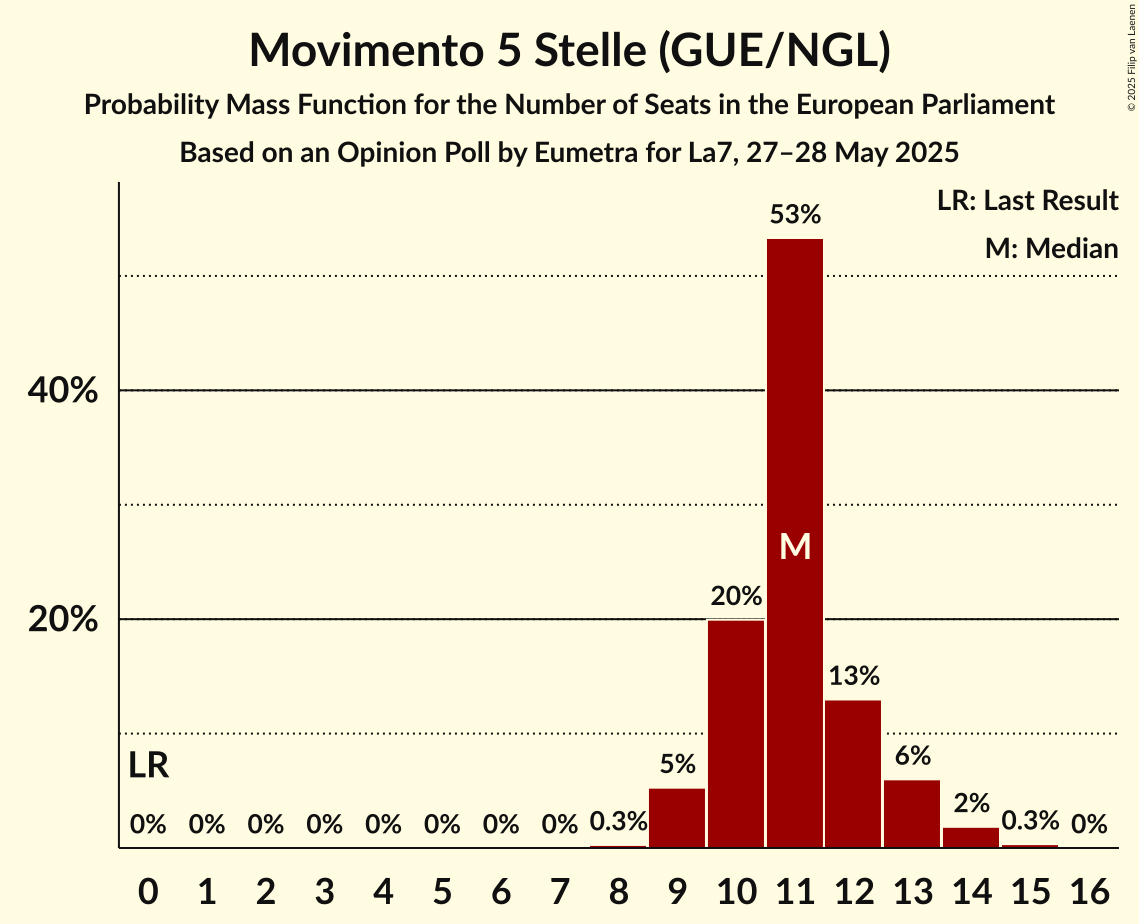 Movimento 5 Stelle (GUE/NGL)
Probability Mass Function for the Number of Seats in the European Parliament
Based on an Opinion Poll by Eumetra for La7, 27–28 May 2025
© 2025 Filip van Laenen
LR: Last Result
M: Median
53%
40%
M
20%
20%
13%
6%
5%
LR
2%
0% 0% 0% 0% 0% 0% 0% 0% 0.3% 0.3% 0%
0 1 2 3 4 5 6 7 8 9 10 11 12 13 14 15 16